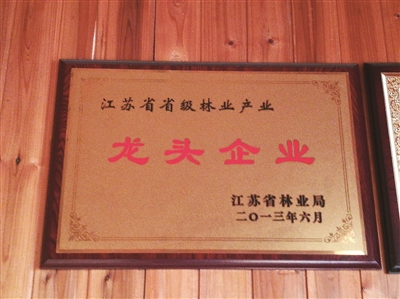 江苏省省级林业产业
龙头企业
江苏省林业局
二〇一三年六月